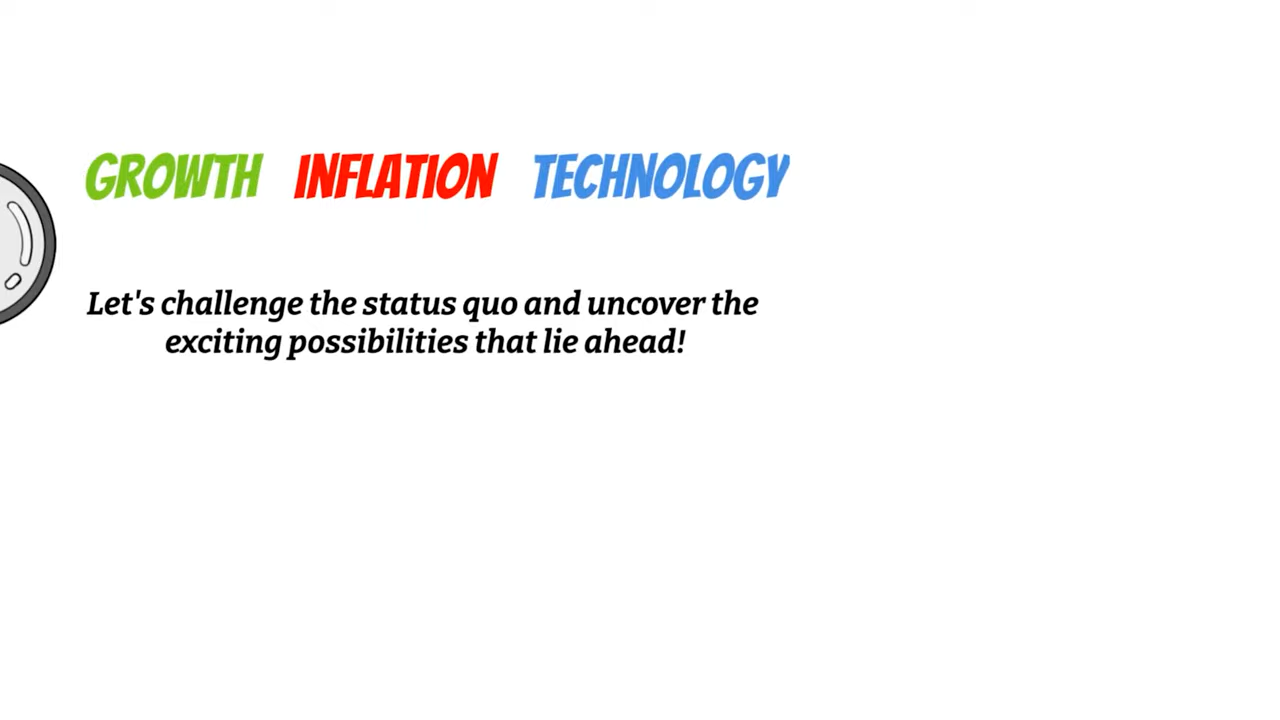 GROWTH INFLATION TECHNOLOGY
Let's challenge the status quo and uncover the
exciting possibilities that lie ahead!